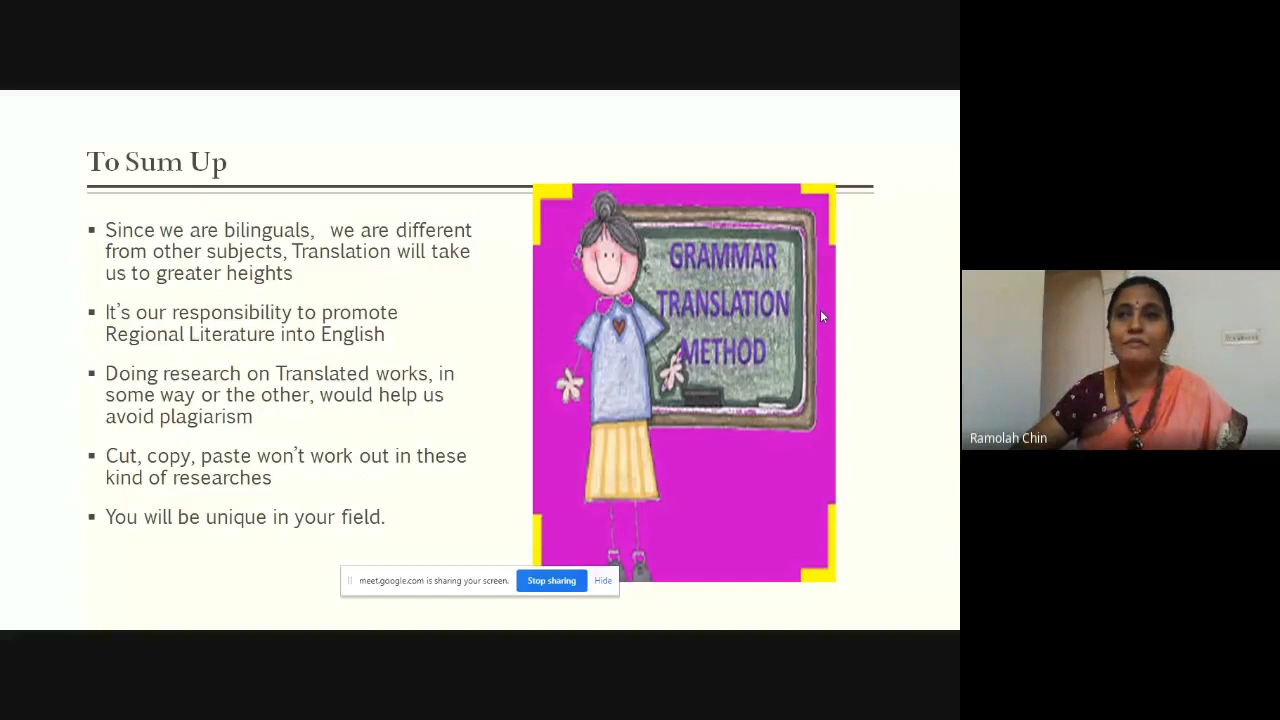 To Sum Up
Since we are bilinguals, we are different
from other subjects, Translation will take
us to greater heights
It's our responsibility to promote
Regional Literature into English
Doing research on Translated works, in
some way or the other, would help us
avoid plagiarism
Cut, copy, paste won't work out in these
kind of researches
You will be unique in your field.
GRAMMAR
TRANSLATION
METHOD
meet.google.com is sharing your screen.
Stop sharing
Hide
Ramolah Chin